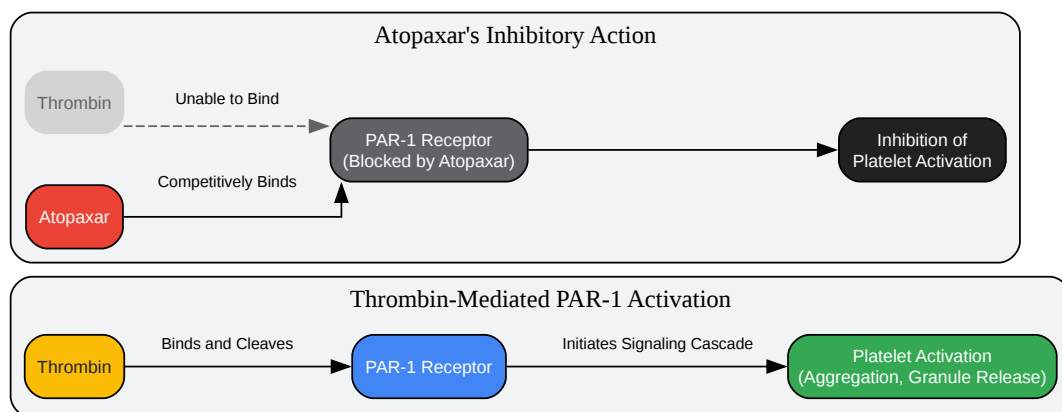 Atopaxar's Inhibitory Action
Thrombin
Unable to Bind
PAR-1 Receptor
(Blocked by Atopaxar)
Inhibition of
Platelet Activation
Competitively Binds
Atopaxar
Thrombin-Mediated PAR-1 Activation
Thrombin
Binds and Cleaves
PAR-1 Receptor
Initiates Signaling Cascade
Platelet Activation
(Aggregation, Granule Release)